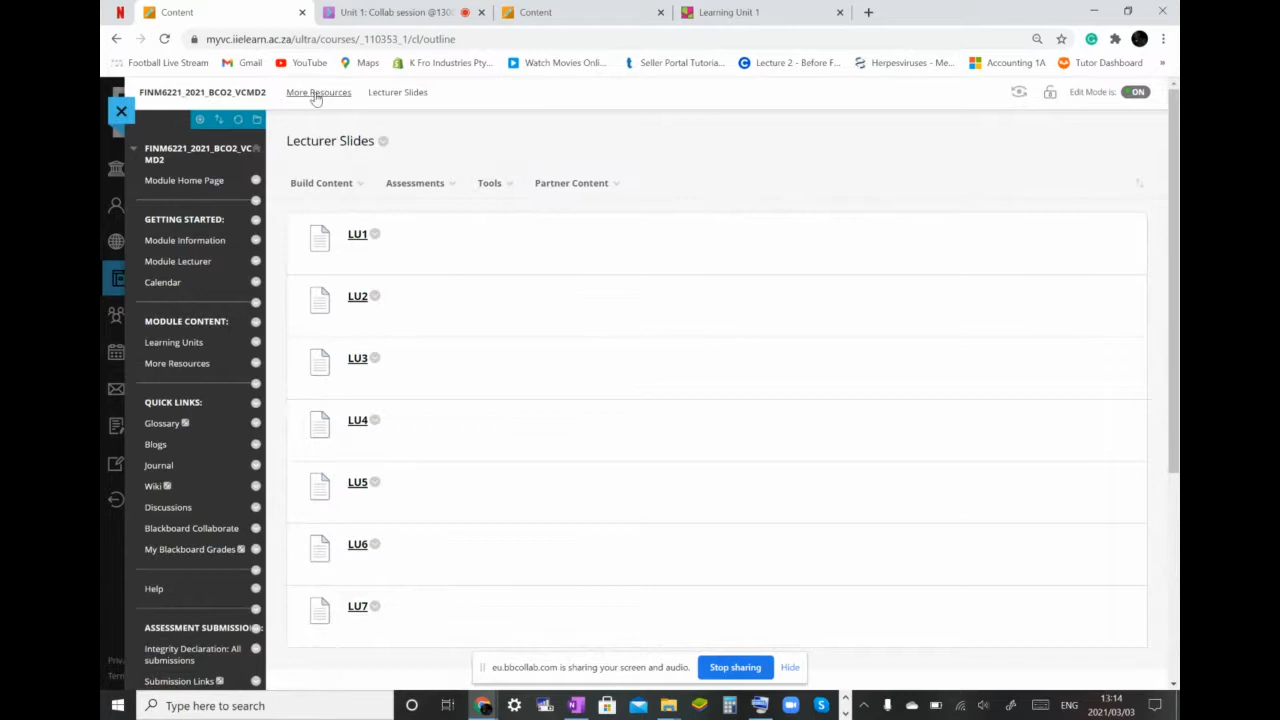 Content
Unit 1: Collab session @1300
Content
Learning Unit 1
myvc.iielearn.ac.za/ultra/courses/_110353_1/cl/outline
Football Live Stream
Gmail
YouTube
Maps
K Fro Industries Pty...
Watch Movies Onli...
Seller Portal Tutoria...
Lecture 2 - Before F...
Herpesviruses - Me...
Accounting 1A
Tutor Dashboard
»
FINM6221_2021_BCO2_VCMD2
More Resources
Lecturer Slides
Edit Mode is:
ON
FINM6221_2021_BCO2_VC
MD2
Module Home Page
GETTING STARTED:
Module Information
Module Lecturer
Calendar
MODULE CONTENT:
Learning Units
More Resources
QUICK LINKS:
Glossary
Blogs
Journal
Wiki
Discussions
Blackboard Collaborate
My Blackboard Grades
Help
ASSESSMENT SUBMISSIO
Integrity Declaration: All
submissions
Submission Links
Priv
Term
Lecturer Slides
Build Content
Assessments
Tools
Partner Content
LU1
LU2
LU3
LU4
LU5
LU6
LU7
eu.bbcollab.com is sharing your screen and audio.
Stop sharing
Hide
Type here to search
ENG
13:14
2021/03/03